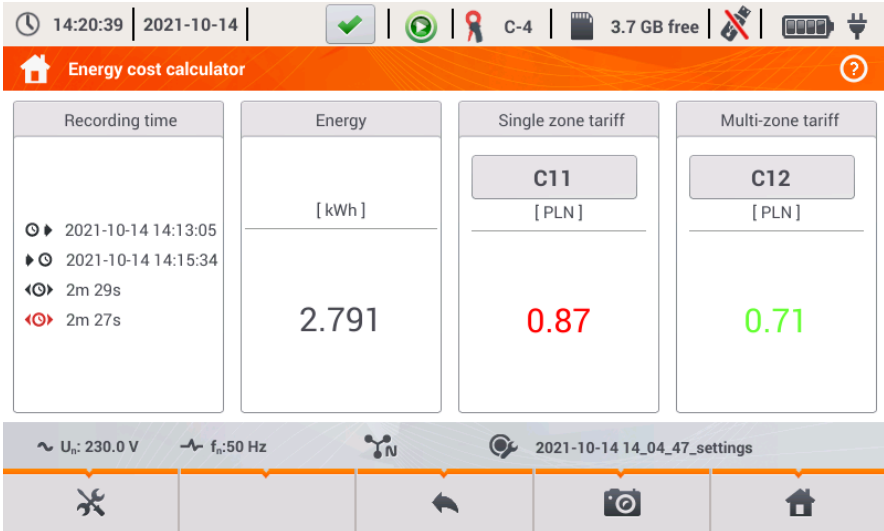 14:20:39 2021-10-14 C-4 3.7 GB free
Energy cost calculator ?
Recording time
2021-10-14 14:13:05
2021-10-14 14:15:34
2m 29s
2m 27s
Energy
[ kWh ]
2.791
Single zone tariff
C11
[ PLN ]
0.87
Multi-zone tariff
C12
[ PLN ]
0.71
Un: 230.0 V fn:50 Hz N 2021-10-14 14_04_47_settings